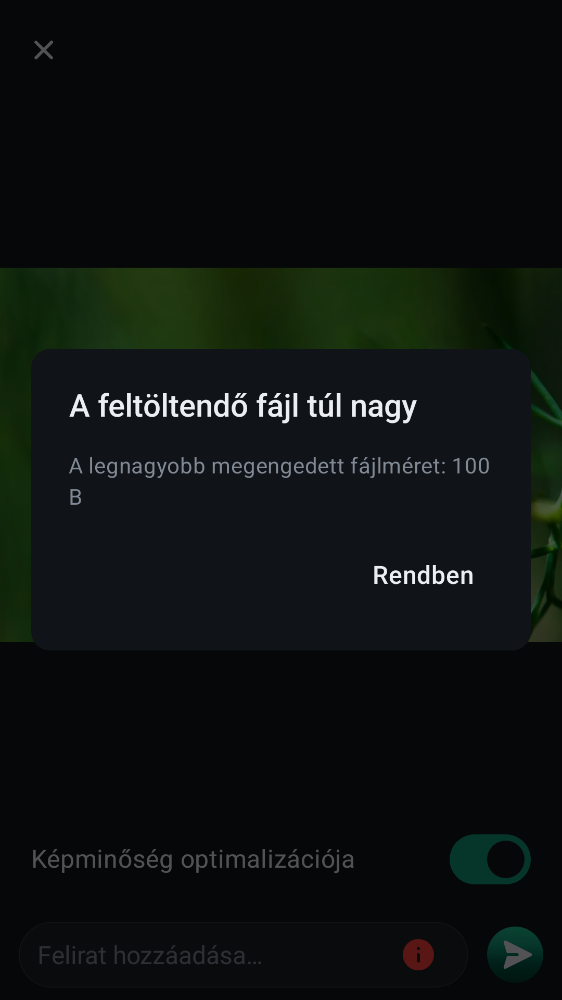 A feltöltendő fájl túl nagy
A legnagyobb megengedett fájlméret: 100
B
Rendben
Képminőség optimalizációja
Felirat hozzáadása…